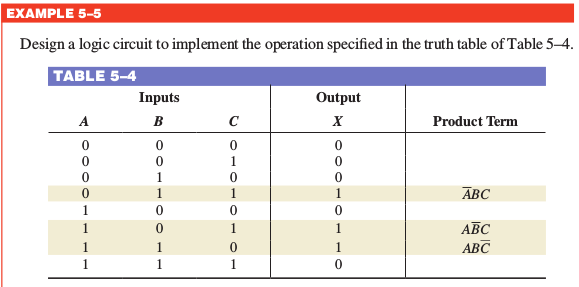 EXAMPLE 5–5
Design a logic circuit to implement the operation specified in the truth table of Table 5–4.
TABLE 5–4
Inputs Output
A B C X Product Term
0 0 0 0
0 0 1 0
0 1 0 0
0 1 1 1 A̅BC
1 0 0 0
1 0 1 1 AB̅C
1 1 0 1 ABC̅
1 1 1 0